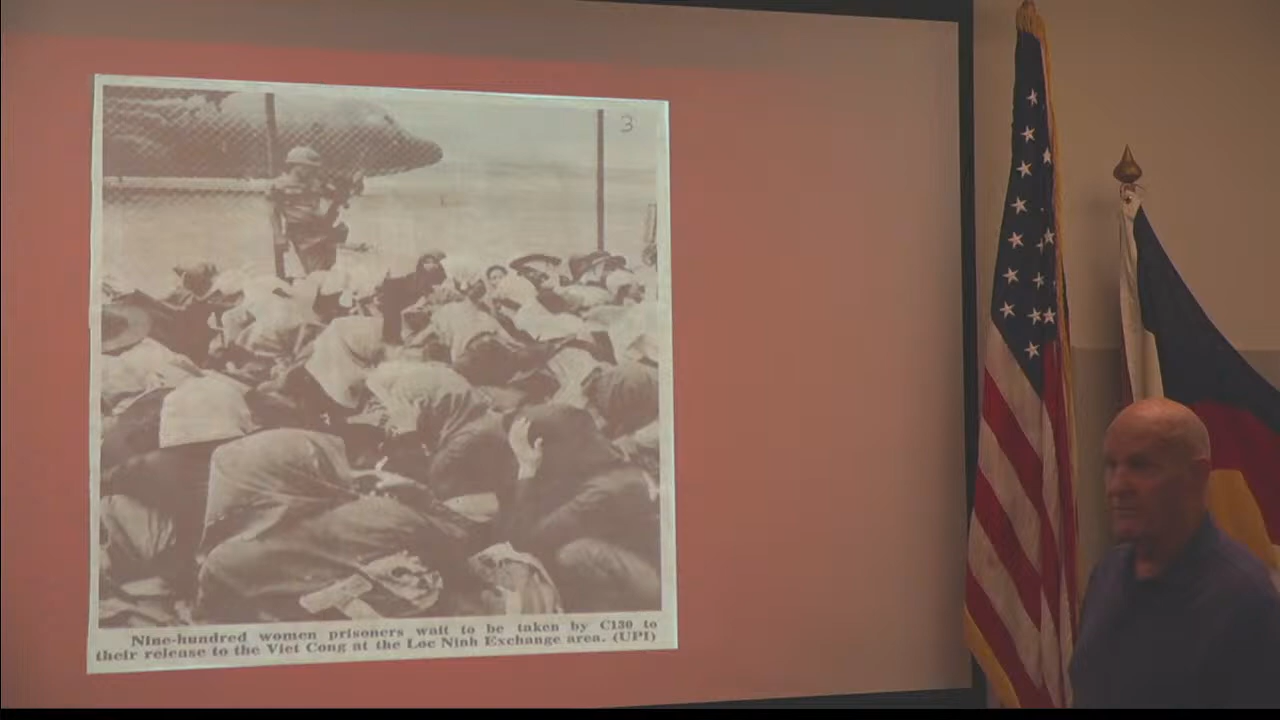 3
Nine-hundred women prisoners wait to be taken by C130 to
their release to the Viet Cong at the Loc Ninh Exchange area. (UPI)